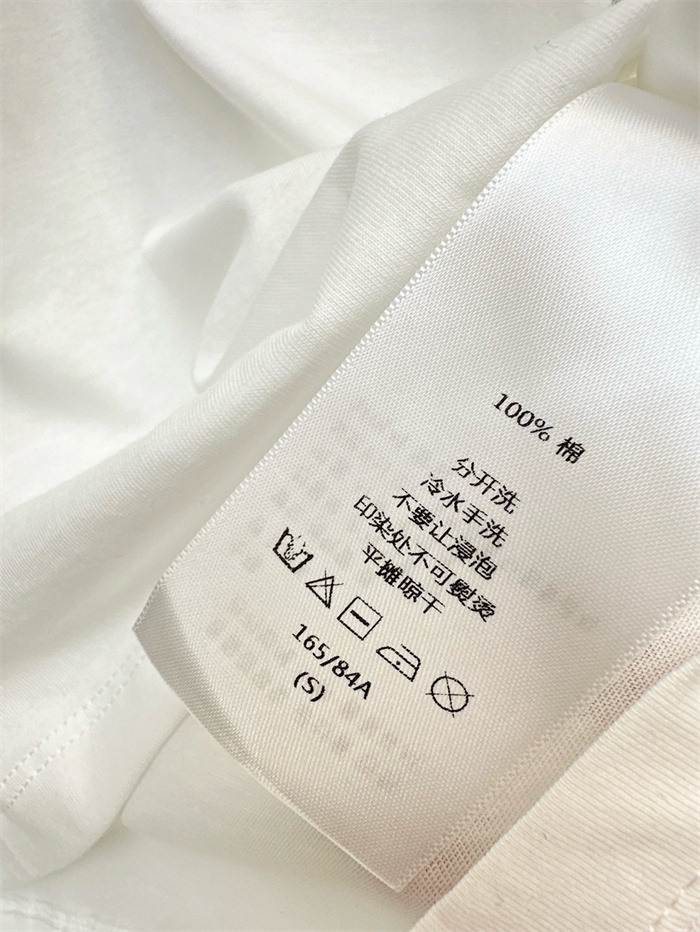 100% 棉
分开洗
冷水手洗
不要让浸泡
印染处不可熨烫
平摊晾干
165/84A
(S)